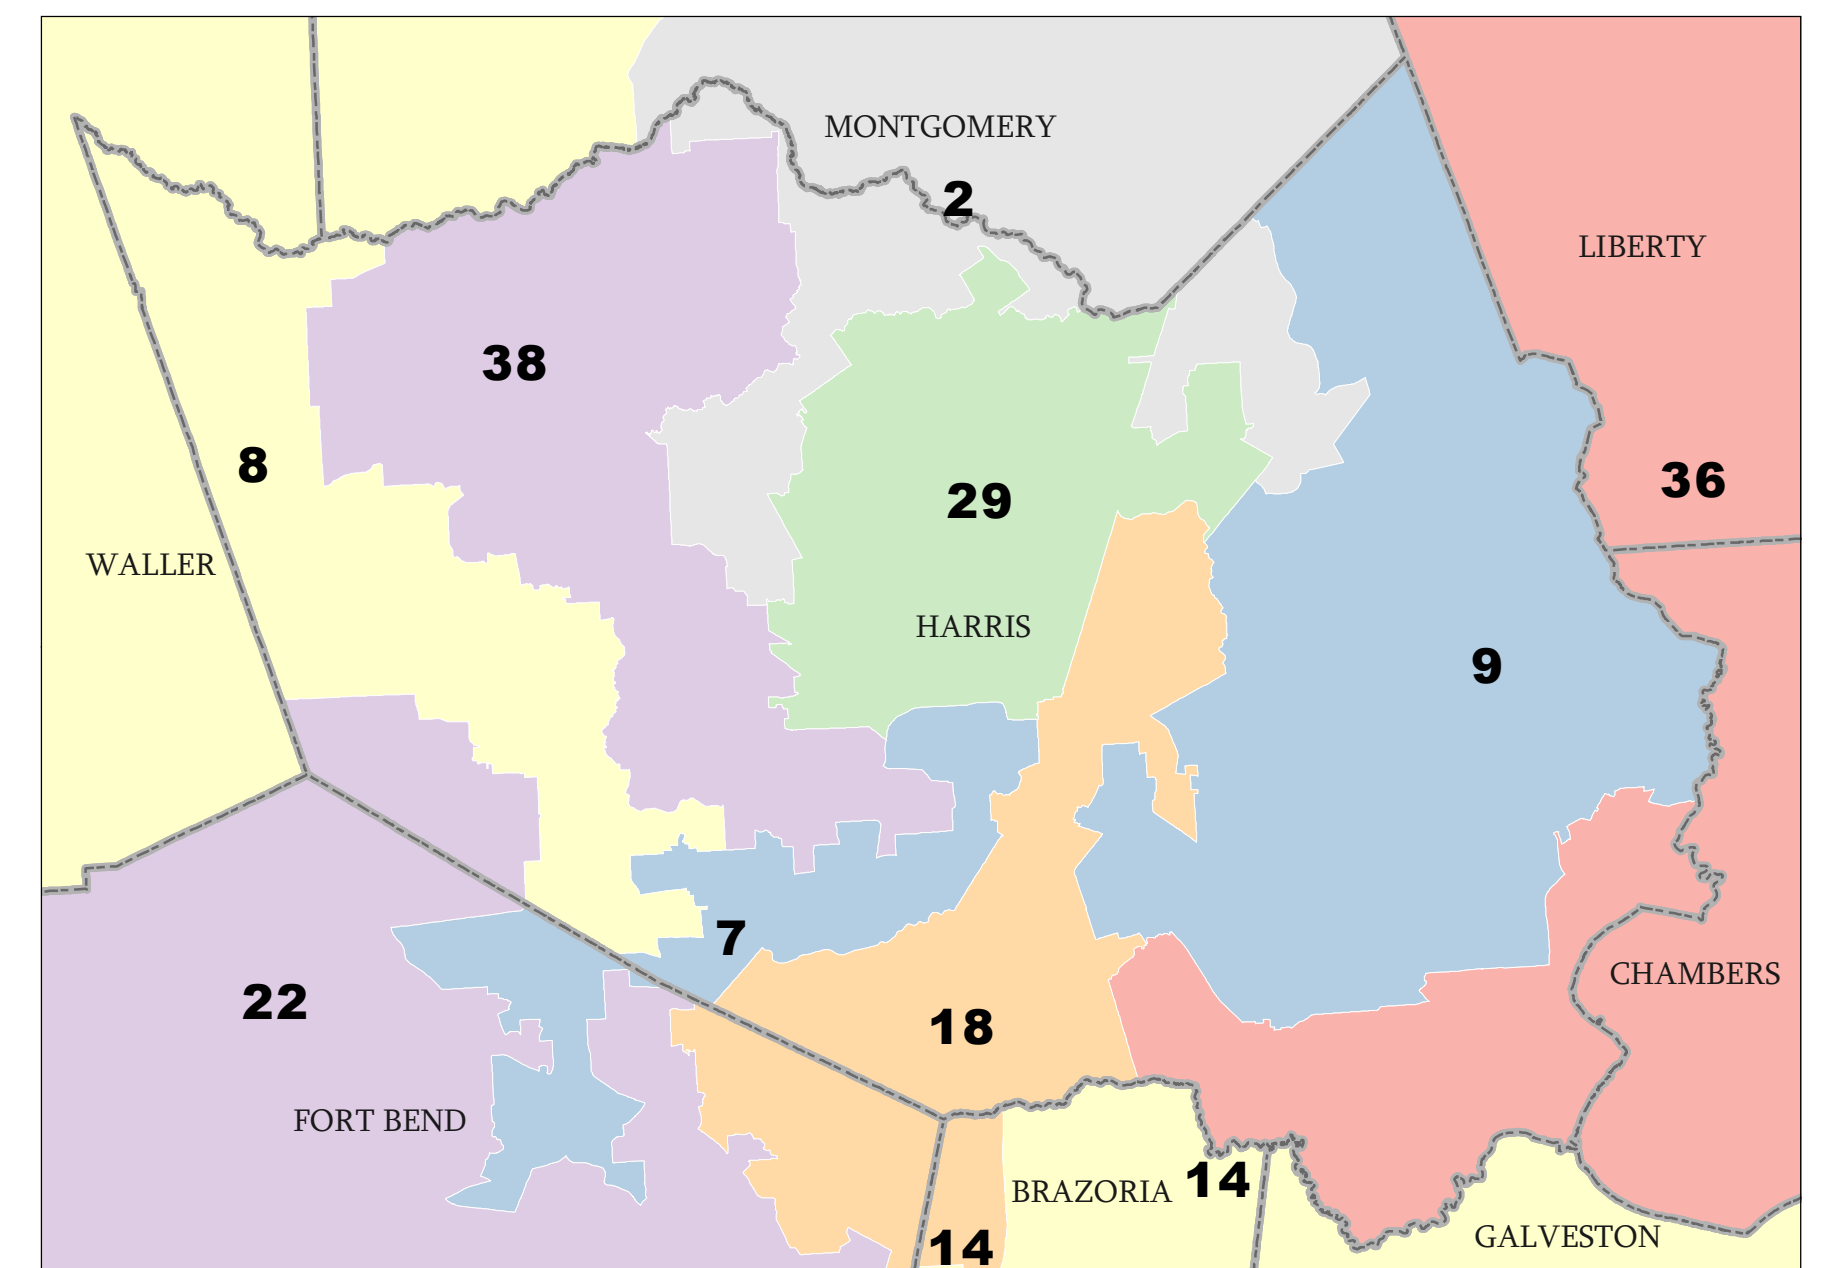 MONTGOMERY
2
LIBERTY
38
8
36
29
WALLER
HARRIS
9
7
CHAMBERS
22
18
FORT BEND
14
BRAZORIA
GALVESTON
14